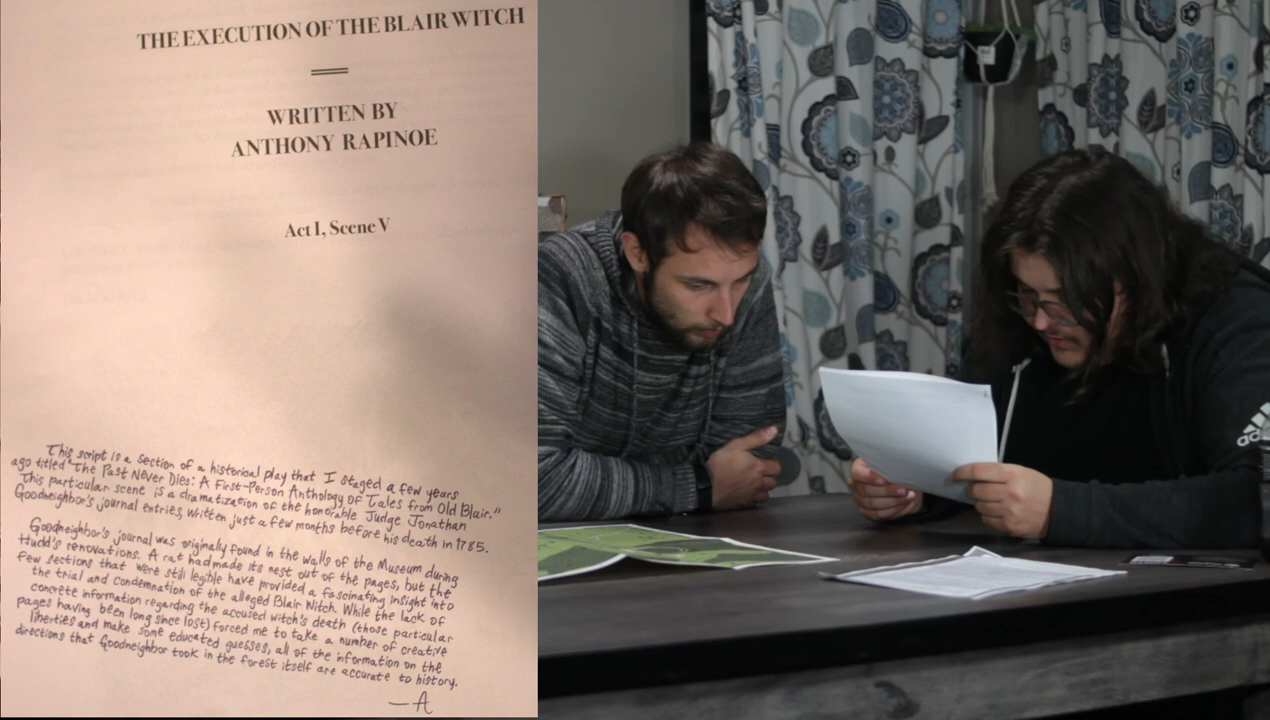 THE EXECUTION OF THE BLAIR WITCH
WRITTEN BY
ANTHONY RAPINOE
Act I, Scene V
This script is a section of a historical play that I staged a few years
ago titled "The Past Never Dies: A First-Person Anthology of Tales from Old Blair."
This particular scene is a dramatization of the honorable Judge Jonathan
Goodneighbor's journal entries, written just a few months before his death in 1785.
Goodneighbor's journal was originally found in the walls of the Museum during
Hudd's renovations. A rat had made its nest out of the pages, but the
few sections that were still legible have provided a fascinating insight into
the trial and condemnation of the alleged Blair Witch. While the lack of
concrete information regarding the accused witch's death (those particular
pages having been long since lost) forced me to take a number of creative
liberties and make some educated guesses, all of the information on the
directions that Goodneighbor took in the forest itself are accurate to history.
—A
adidas